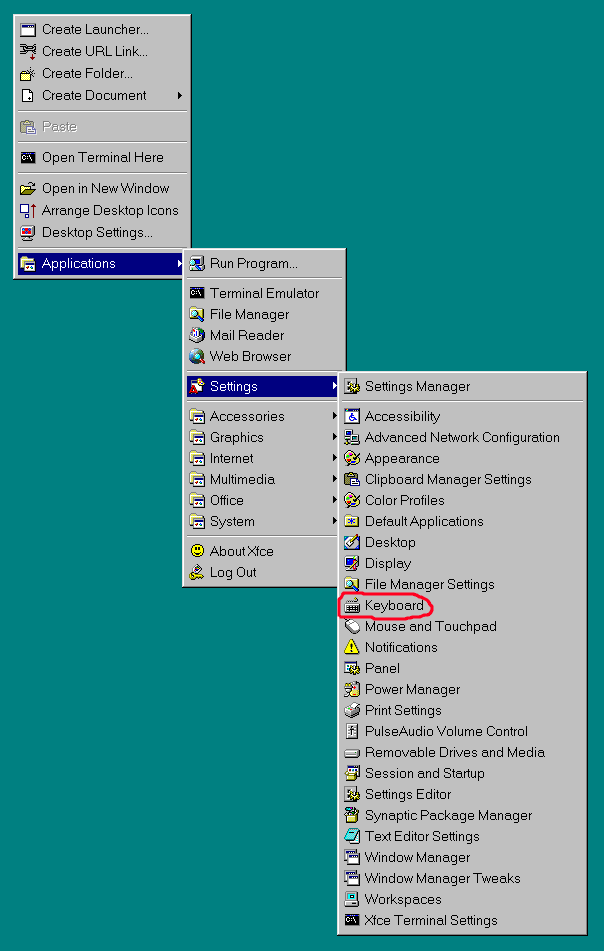 Create Launcher...
Create URL Link...
Create Folder...
Create Document
Paste
Open Terminal Here
Open in New Window
Arrange Desktop Icons
Desktop Settings...
Applications
Run Program...
Terminal Emulator
File Manager
Mail Reader
Web Browser
Settings
Accessories
Graphics
Internet
Multimedia
Office
System
About Xfce
Log Out
Settings Manager
Accessibility
Advanced Network Configuration
Appearance
Clipboard Manager Settings
Color Profiles
Default Applications
Desktop
Display
File Manager Settings
Keyboard
Mouse and Touchpad
Notifications
Panel
Power Manager
Print Settings
PulseAudio Volume Control
Removable Drives and Media
Session and Startup
Settings Editor
Synaptic Package Manager
Text Editor Settings
Window Manager
Window Manager Tweaks
Workspaces
Xfce Terminal Settings